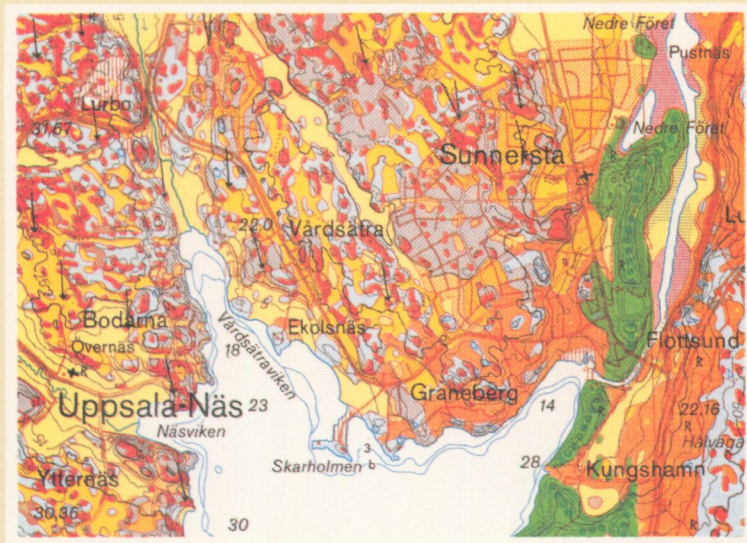 Nedre Föret
Pustnäs
Lurbo
31,67
Nedre Föret
Sunnersta
22.0
Vårdsätra
Bodarna
Övernäs
Ekolsnäs
18
Vårdsätraviken
Flottsund
Uppsala-Näs
23
Graneberg
14
22,16
Näsviken
3
b
Skarholmen
28
Kungshamn
Ytternäs
30,36
30